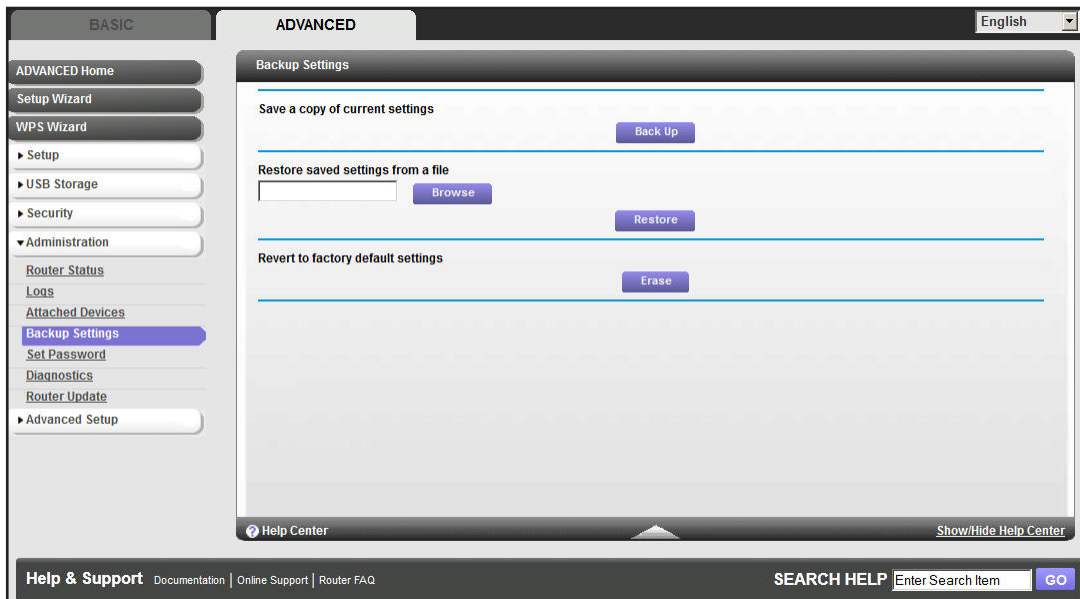 BASIC
ADVANCED
English
ADVANCED Home
Setup Wizard
WPS Wizard
Setup
USB Storage
Security
Administration
Router Status
Logs
Attached Devices
Backup Settings
Set Password
Diagnostics
Router Update
Advanced Setup
Backup Settings
Save a copy of current settings
Back Up
Restore saved settings from a file
Browse
Restore
Revert to factory default settings
Erase
? Help Center
Show/Hide Help Center
Help & Support Documentation | Online Support | Router FAQ
SEARCH HELP Enter Search Item GO